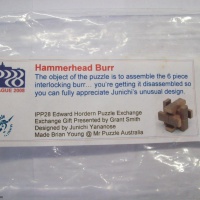 Hammerhead Burr
The object of the puzzle is to assemble the 6 piece
interlocking burr... you're getting it disassembled so
you can fully appreciate Junichi's unusual design.
IPP28 Edward Hordern Puzzle Exchange
Exchange Gift Presented by Grant Smith
Designed by Junichi Yananose
Made Brian Young @ Mr Puzzle Australia
PRAGUE 2008